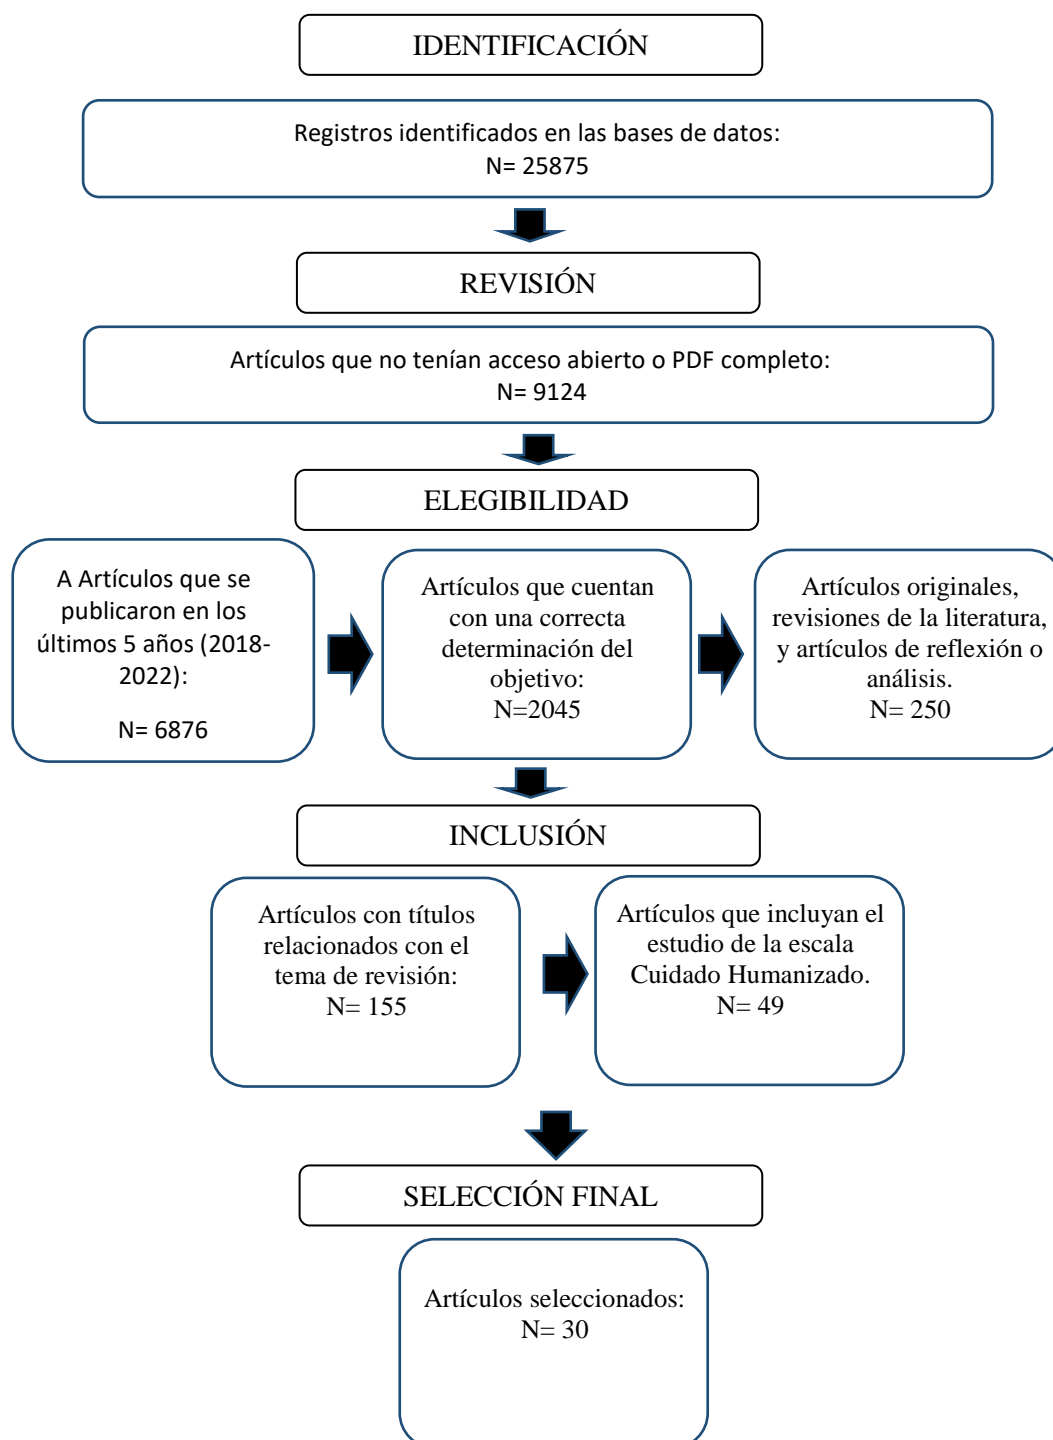 IDENTIFICACIÓN
Registros identificados en las bases de datos:
N= 25875
REVISIÓN
Artículos que no tenían acceso abierto o PDF completo:
N= 9124
ELEGIBILIDAD
A Artículos que se
publicaron en los
últimos 5 años (2018-
2022):
N= 6876
Artículos que cuentan
con una correcta
determinación del
objetivo:
N=2045
Artículos originales,
revisiones de la literatura,
y artículos de reflexión o
análisis.
N= 250
INCLUSIÓN
Artículos con títulos
relacionados con el
tema de revisión:
N= 155
Artículos que incluyan el
estudio de la escala
Cuidado Humanizado.
N= 49
SELECCIÓN FINAL
Artículos seleccionados:
N= 30